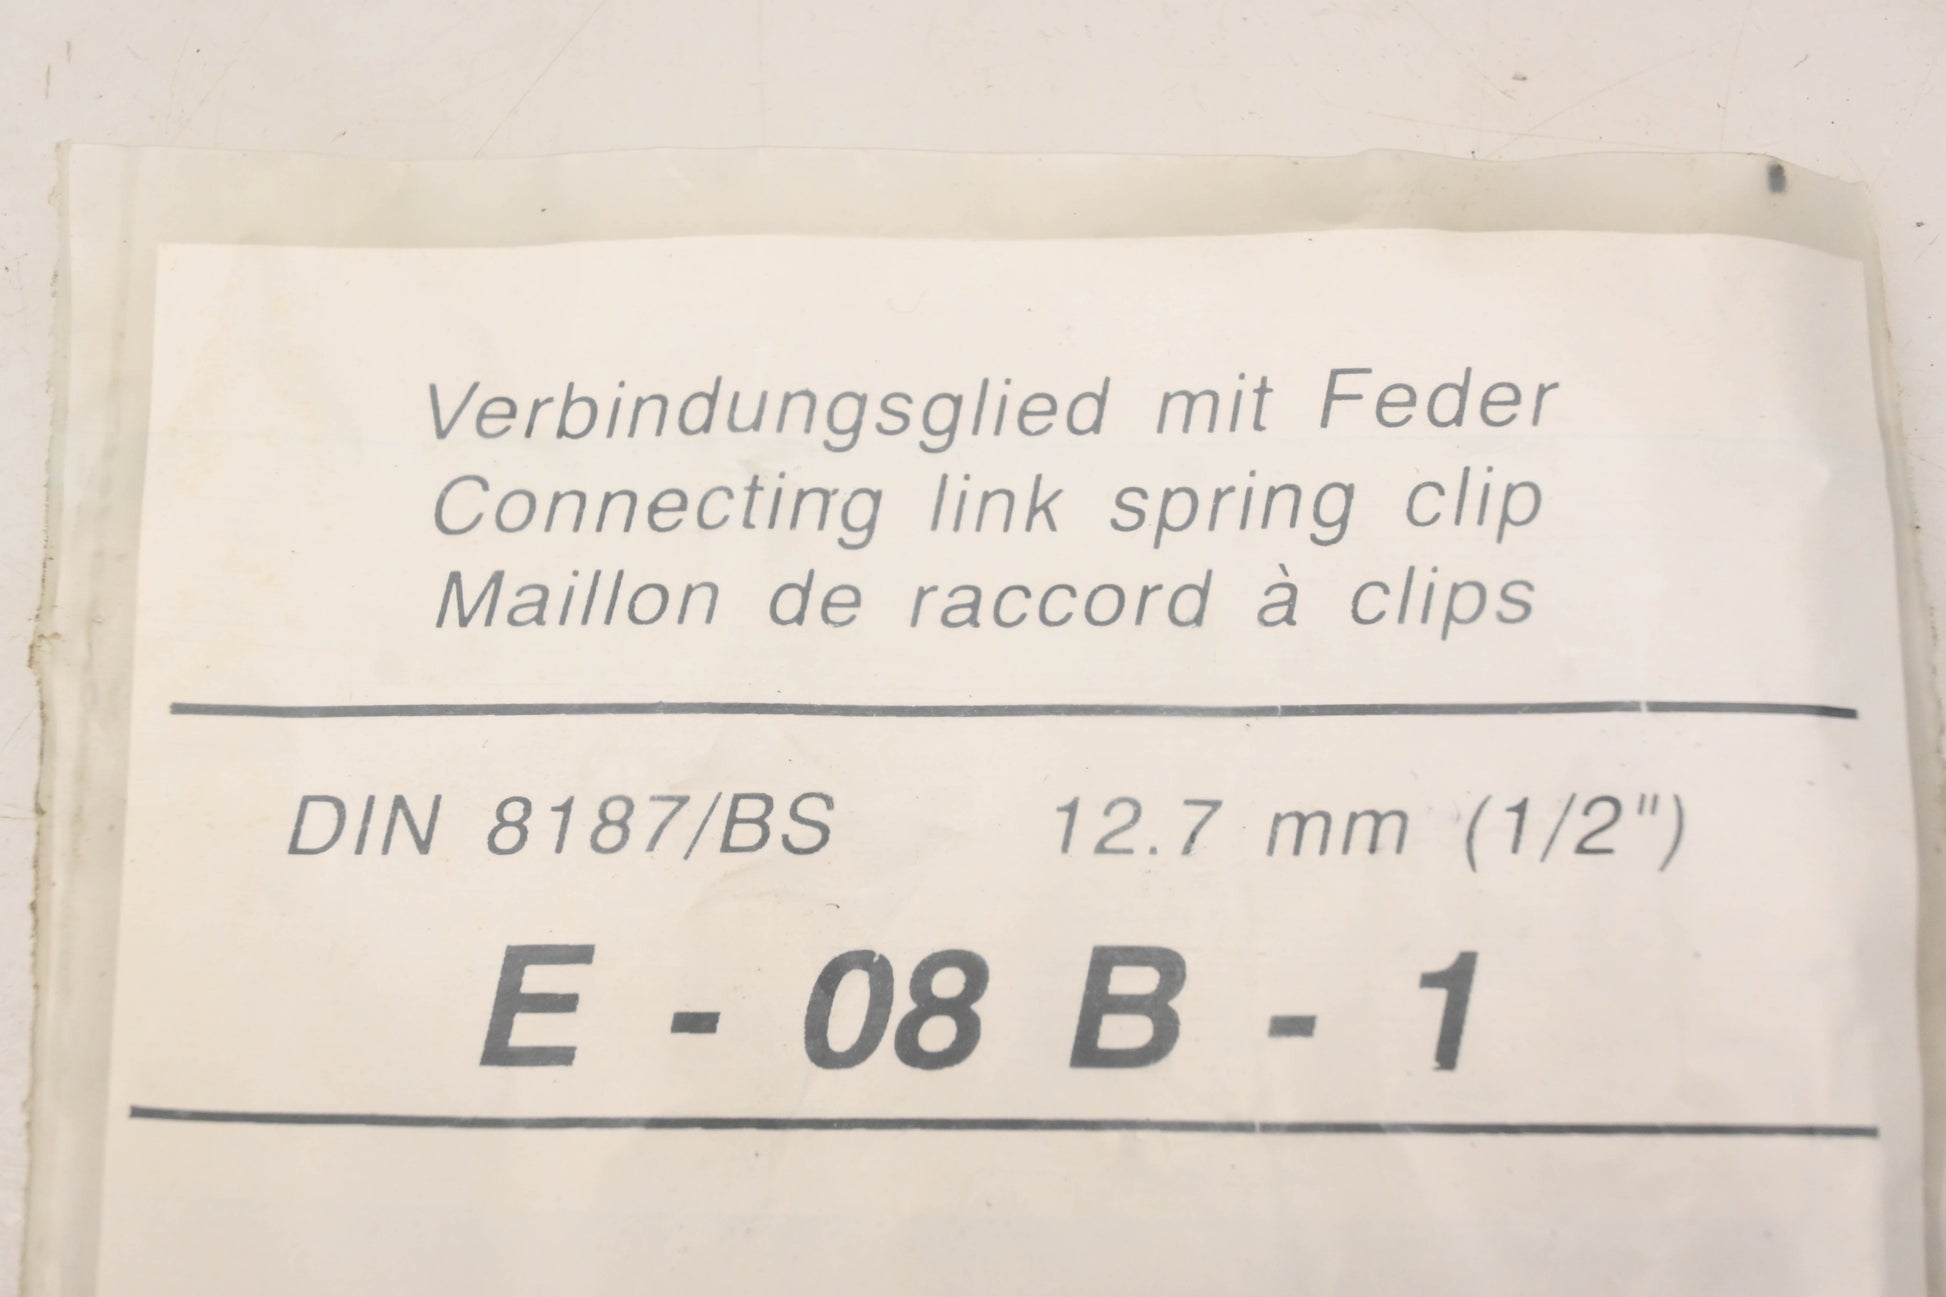 Verbindungsglied mit Feder
Connecting link spring clip
Maillon de raccord à clips
DIN 8187/BS 12.7 mm (1/2")
E - 08 B - 1